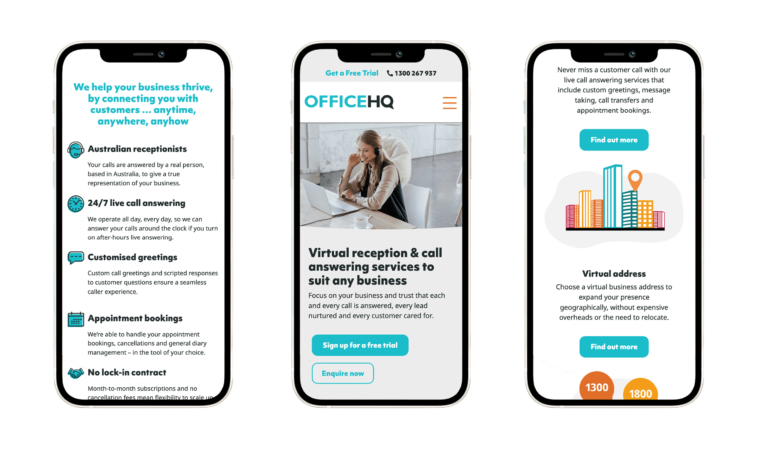 We help your business thrive,
by connecting you with
customers ... anytime,
anywhere, anyhow
Australian receptionists
Your calls are answered by a real person,
based in Australia, to give a true
representation of your business.
24/7 live call answering
We operate all day, every day, so we can
answer your calls around the clock if you turn
on after-hours live answering.
Customised greetings
Custom call greetings and scripted responses
to customer questions ensure a seamless
caller experience.
Appointment bookings
We're able to handle your appointment
bookings, cancellations and general diary
management – in the tool of your choice.
No lock-in contract
Month-to-month subscriptions and no
cancellation fees mean flexibility to scale up
Get a Free Trial 1300 267 937
OFFICEHQ
Virtual reception & call
answering services to
suit any business
Focus on your business and trust that each
and every call is answered, every lead
nurtured and every customer cared for.
Sign up for a free trial
Enquire now
Never miss a customer call with our
live call answering services that
include custom greetings, message
taking, call transfers and
appointment bookings.
Find out more
Virtual address
Choose a virtual business address to
expand your presence
geographically, without expensive
overheads or the need to relocate.
Find out more
1300
1800